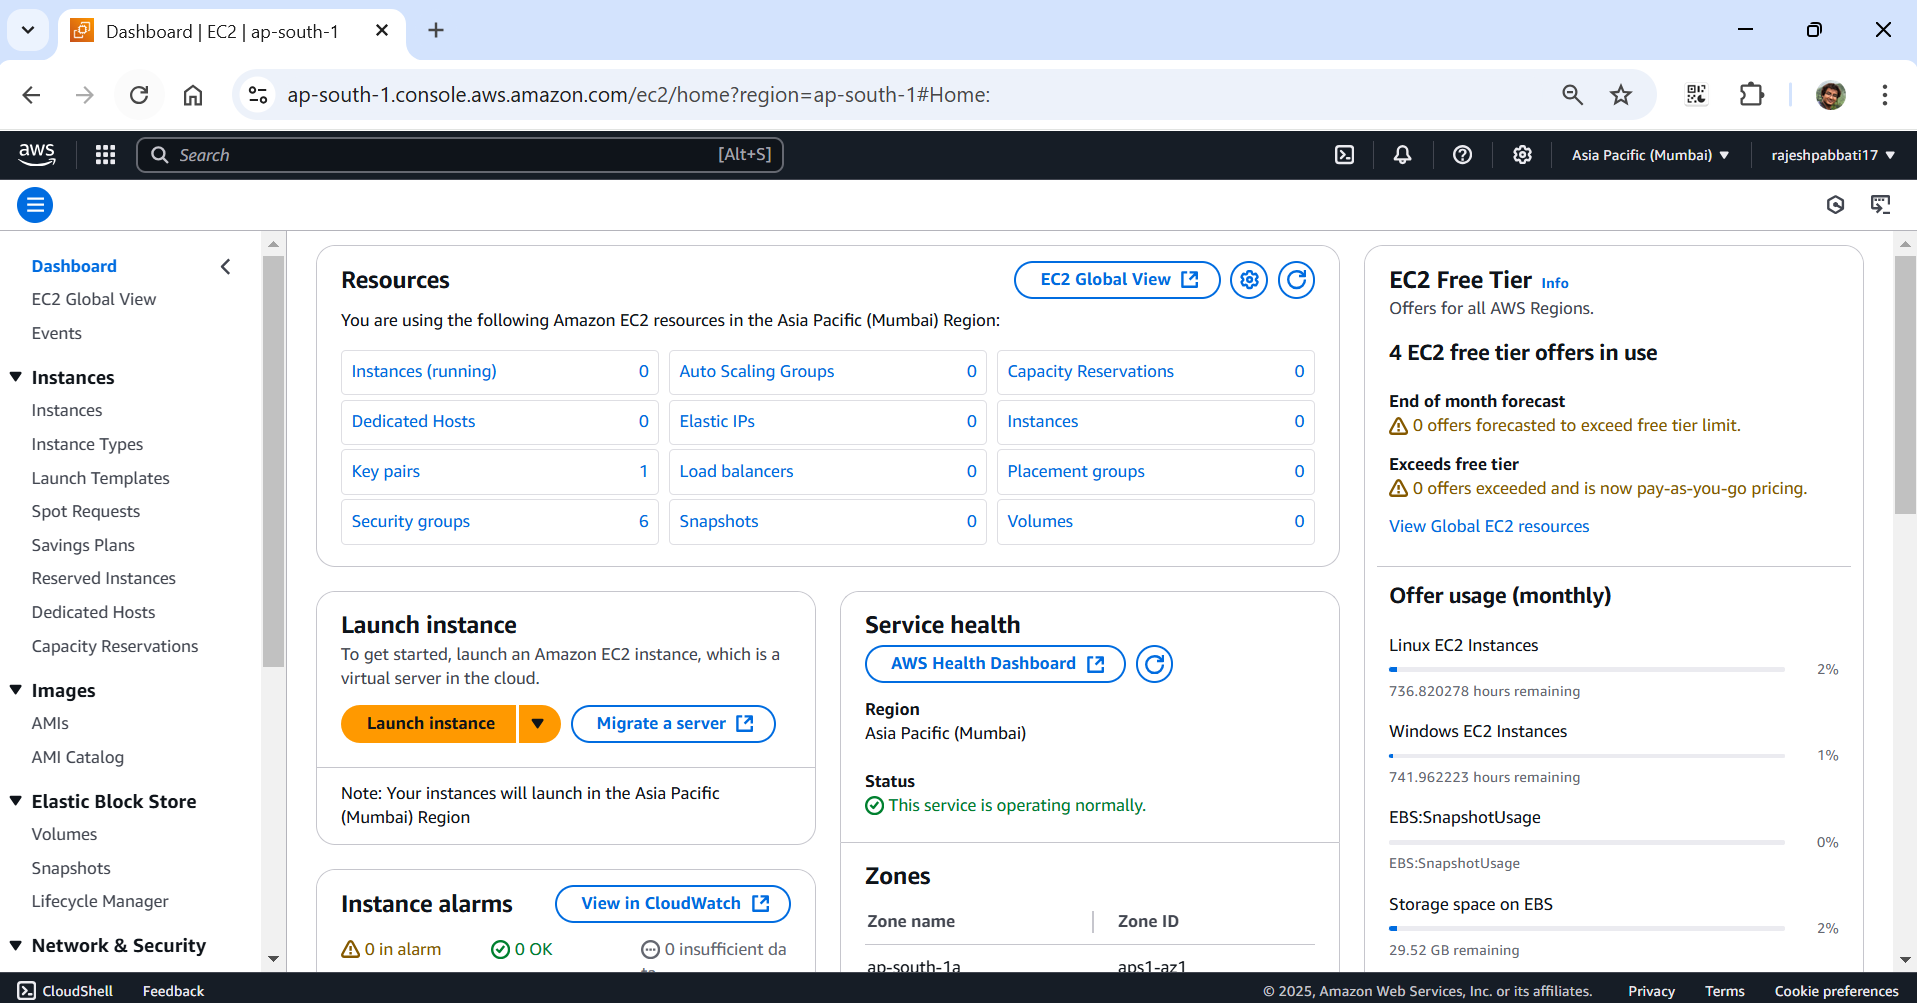 Dashboard | EC2 | ap-south-1
ap-south-1.console.aws.amazon.com/ec2/home?region=ap-south-1#Home:
aws
Search
[Alt+S]
Asia Pacific (Mumbai)
rajeshpabbati17
Dashboard
EC2 Global View
Events
Instances
Instances
Instance Types
Launch Templates
Spot Requests
Savings Plans
Reserved Instances
Dedicated Hosts
Capacity Reservations
Images
AMIs
AMI Catalog
Elastic Block Store
Volumes
Snapshots
Lifecycle Manager
Network & Security
Resources
EC2 Global View
You are using the following Amazon EC2 resources in the Asia Pacific (Mumbai) Region:
Instances (running) 0
Auto Scaling Groups 0
Capacity Reservations 0
Dedicated Hosts 0
Elastic IPs 0
Instances 0
Key pairs 1
Load balancers 0
Placement groups 0
Security groups 6
Snapshots 0
Volumes 0
Launch instance
To get started, launch an Amazon EC2 instance, which is a
virtual server in the cloud.
Launch instance
Migrate a server
Note: Your instances will launch in the Asia Pacific
(Mumbai) Region
Instance alarms
View in CloudWatch
0 in alarm
0 OK
0 insufficient da
ta
Service health
AWS Health Dashboard
Region
Asia Pacific (Mumbai)
Status
This service is operating normally.
Zones
Zone name
Zone ID
ap-south-1a
aps1-az1
EC2 Free Tier Info
Offers for all AWS Regions.
4 EC2 free tier offers in use
End of month forecast
0 offers forecasted to exceed free tier limit.
Exceeds free tier
0 offers exceeded and is now pay-as-you-go pricing.
View Global EC2 resources
Offer usage (monthly)
Linux EC2 Instances
2%
736.820278 hours remaining
Windows EC2 Instances
1%
741.962223 hours remaining
EBS:SnapshotUsage
0%
EBS:SnapshotUsage
Storage space on EBS
2%
29.52 GB remaining
CloudShell
Feedback
© 2025, Amazon Web Services, Inc. or its affiliates.
Privacy
Terms
Cookie preferences